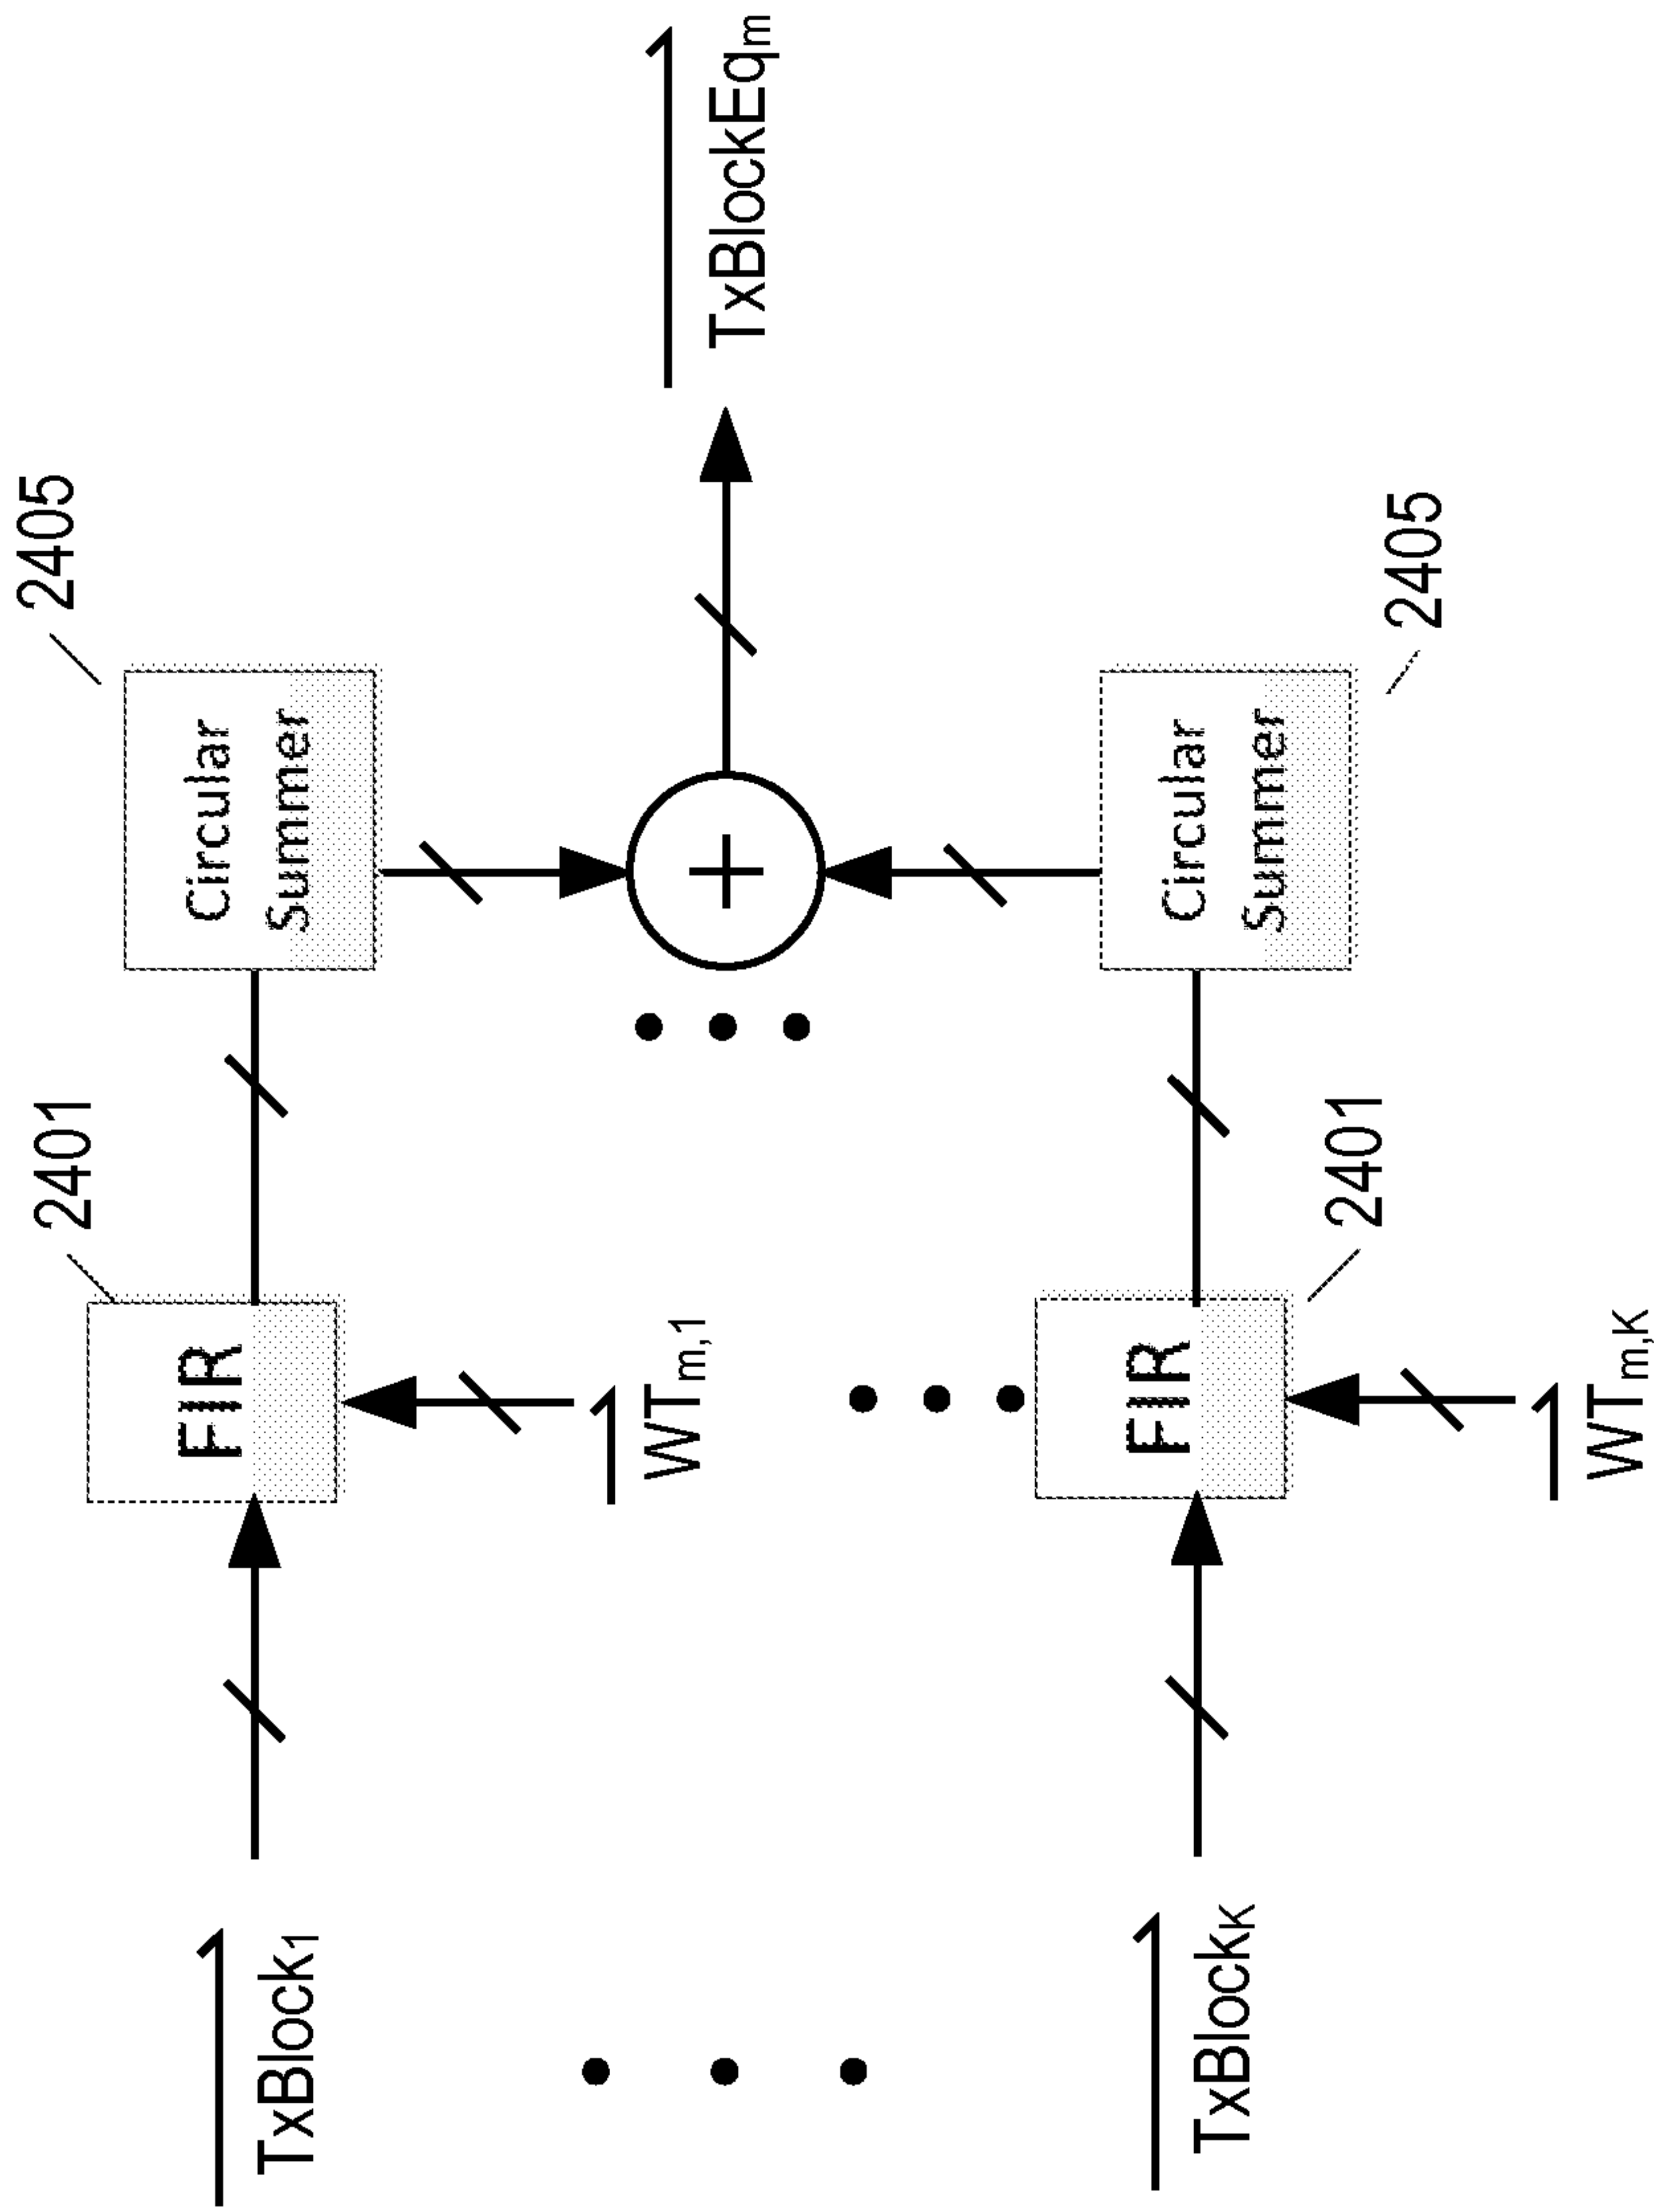 2401
2405
TxBlock1
FIR
Circular
Summer
WTm,1
+
TxBlockEqm
TxBlockK
FIR
Circular
Summer
WTm,K
2401
2405